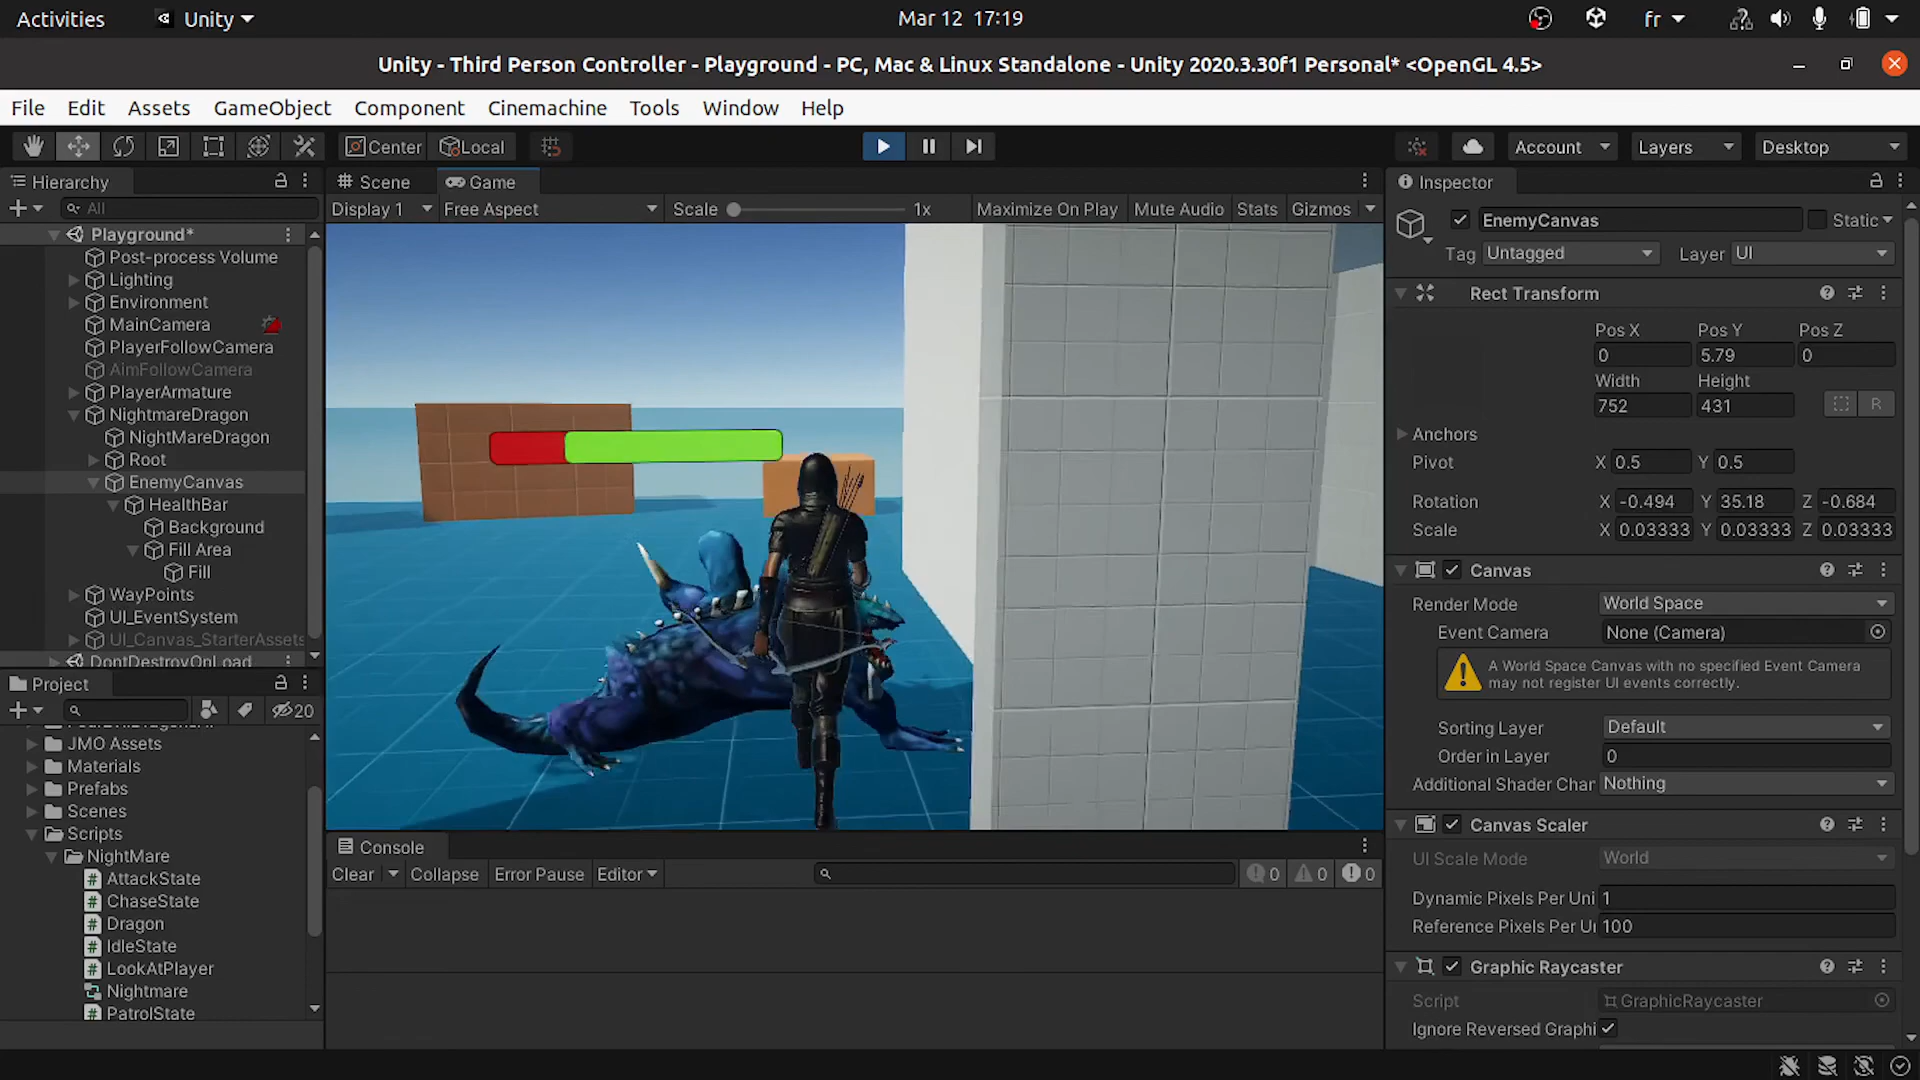 Activities
Unity
Mar 12 17:19
fr
Unity - Third Person Controller - Playground - PC, Mac & Linux Standalone - Unity 2020.3.30f1 Personal* <OpenGL 4.5>
File Edit Assets GameObject Component Cinemachine Tools Window Help
Center Local
Account Layers Desktop
Hierarchy
All
Playground*
Post-process Volume
Lighting
Environment
MainCamera
PlayerFollowCamera
AimFollowCamera
PlayerArmature
NightmareDragon
NightMareDragon
Root
EnemyCanvas
HealthBar
Background
Fill Area
Fill
WayPoints
UI_EventSystem
UI_Canvas_StarterAssets
DontDestroyOnLoad
Project
20
JMO Assets
Materials
Prefabs
Scenes
Scripts
NightMare
AttackState
ChaseState
Dragon
IdleState
LookAtPlayer
Nightmare
PatrolState
Scene Game
Display 1 Free Aspect Scale 1x Maximize On Play Mute Audio Stats Gizmos
Console
Clear Collapse Error Pause Editor
0 0 0
Inspector
EnemyCanvas Static
Tag Untagged Layer UI
Rect Transform
Pos X Pos Y Pos Z
0 5.79 0
Width Height
752 431 R
Anchors
Pivot X 0.5 Y 0.5
Rotation X -0.494 Y 35.18 Z -0.684
Scale X 0.03333 Y 0.03333 Z 0.03333
Canvas
Render Mode World Space
Event Camera None (Camera)
A World Space Canvas with no specified Event Camera
may not register UI events correctly.
Sorting Layer Default
Order in Layer 0
Additional Shader Char Nothing
Canvas Scaler
UI Scale Mode World
Dynamic Pixels Per Uni 1
Reference Pixels Per Ur 100
Graphic Raycaster
Script GraphicRaycaster
Ignore Reversed Graphi